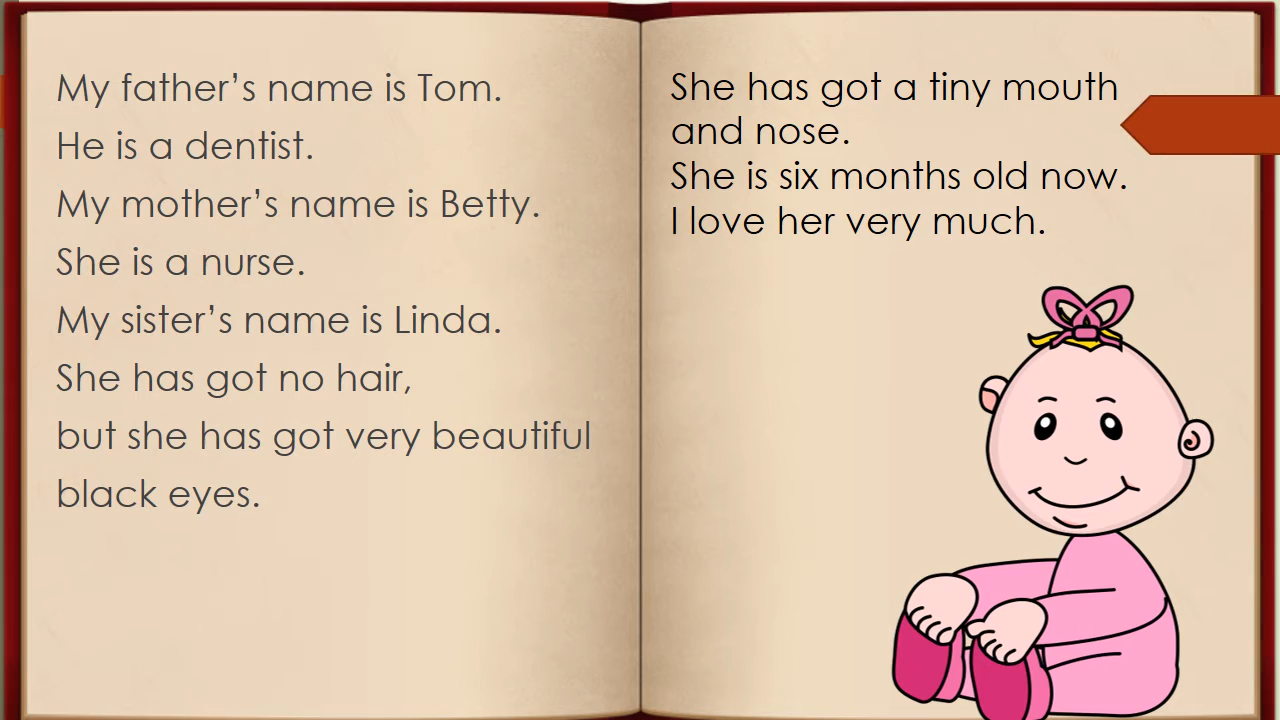 My father’s name is Tom.
He is a dentist.
My mother’s name is Betty.
She is a nurse.
My sister’s name is Linda.
She has got no hair,
but she has got very beautiful
black eyes.
She has got a tiny mouth
and nose.
She is six months old now.
I love her very much.